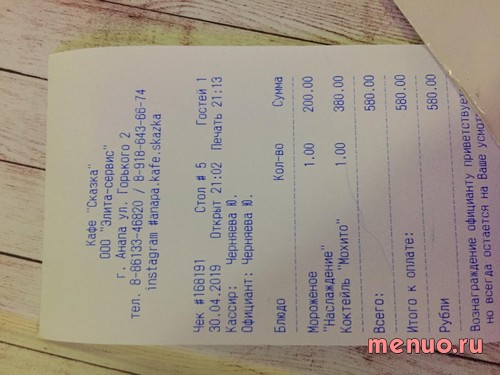 Кафе "Сказка"
ООО "Элита-сервис"
г. Анапа ул. Горького 2
тел. 8-86133-46820 / 8-918-643-66-74
instagram #anapa.kafe.skazka
Чек #166191 Стол # 5 Гостей 1
30.04.2019 Открыт 21:02 Печать 21:13
Кассир: Черняева Ю.
Официант: Черняева Ю.
Блюдо Кол-во Сумма
Мороженое 1.00 200.00
"Наслаждение"
Коктейль "Мохито" 1.00 380.00
Всего: 580.00
Итого к оплате: 580.00
Рубли 580.00
Вознаграждение официанту приветствуе
но всегда остается на Ваше усмот
menuo.ru